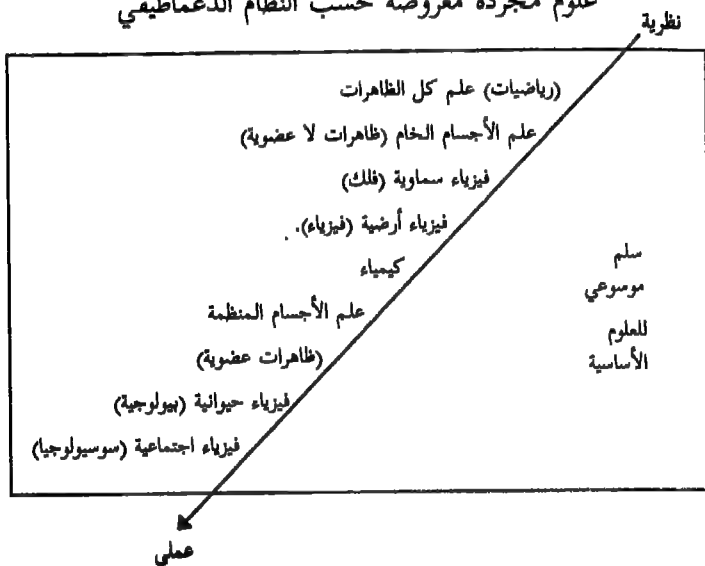 علوم مجردة معروضة حسب النظام الدغماطيقي
نظرية
(رياضيات) علم كل الظاهرات
علم الأجسام الخام (ظاهرات لا عضوية)
فيزياء سماوية (فلك)
فيزياء أرضية (فيزياء).
كيمياء
علم الأجسام المنظمة
(ظاهرات عضوية)
فيزياء حيوانية (بيولوجية)
فيزياء اجتماعية (سوسيولوجيا)
سلم
موسوعي
للعلوم
الأساسية
عملي